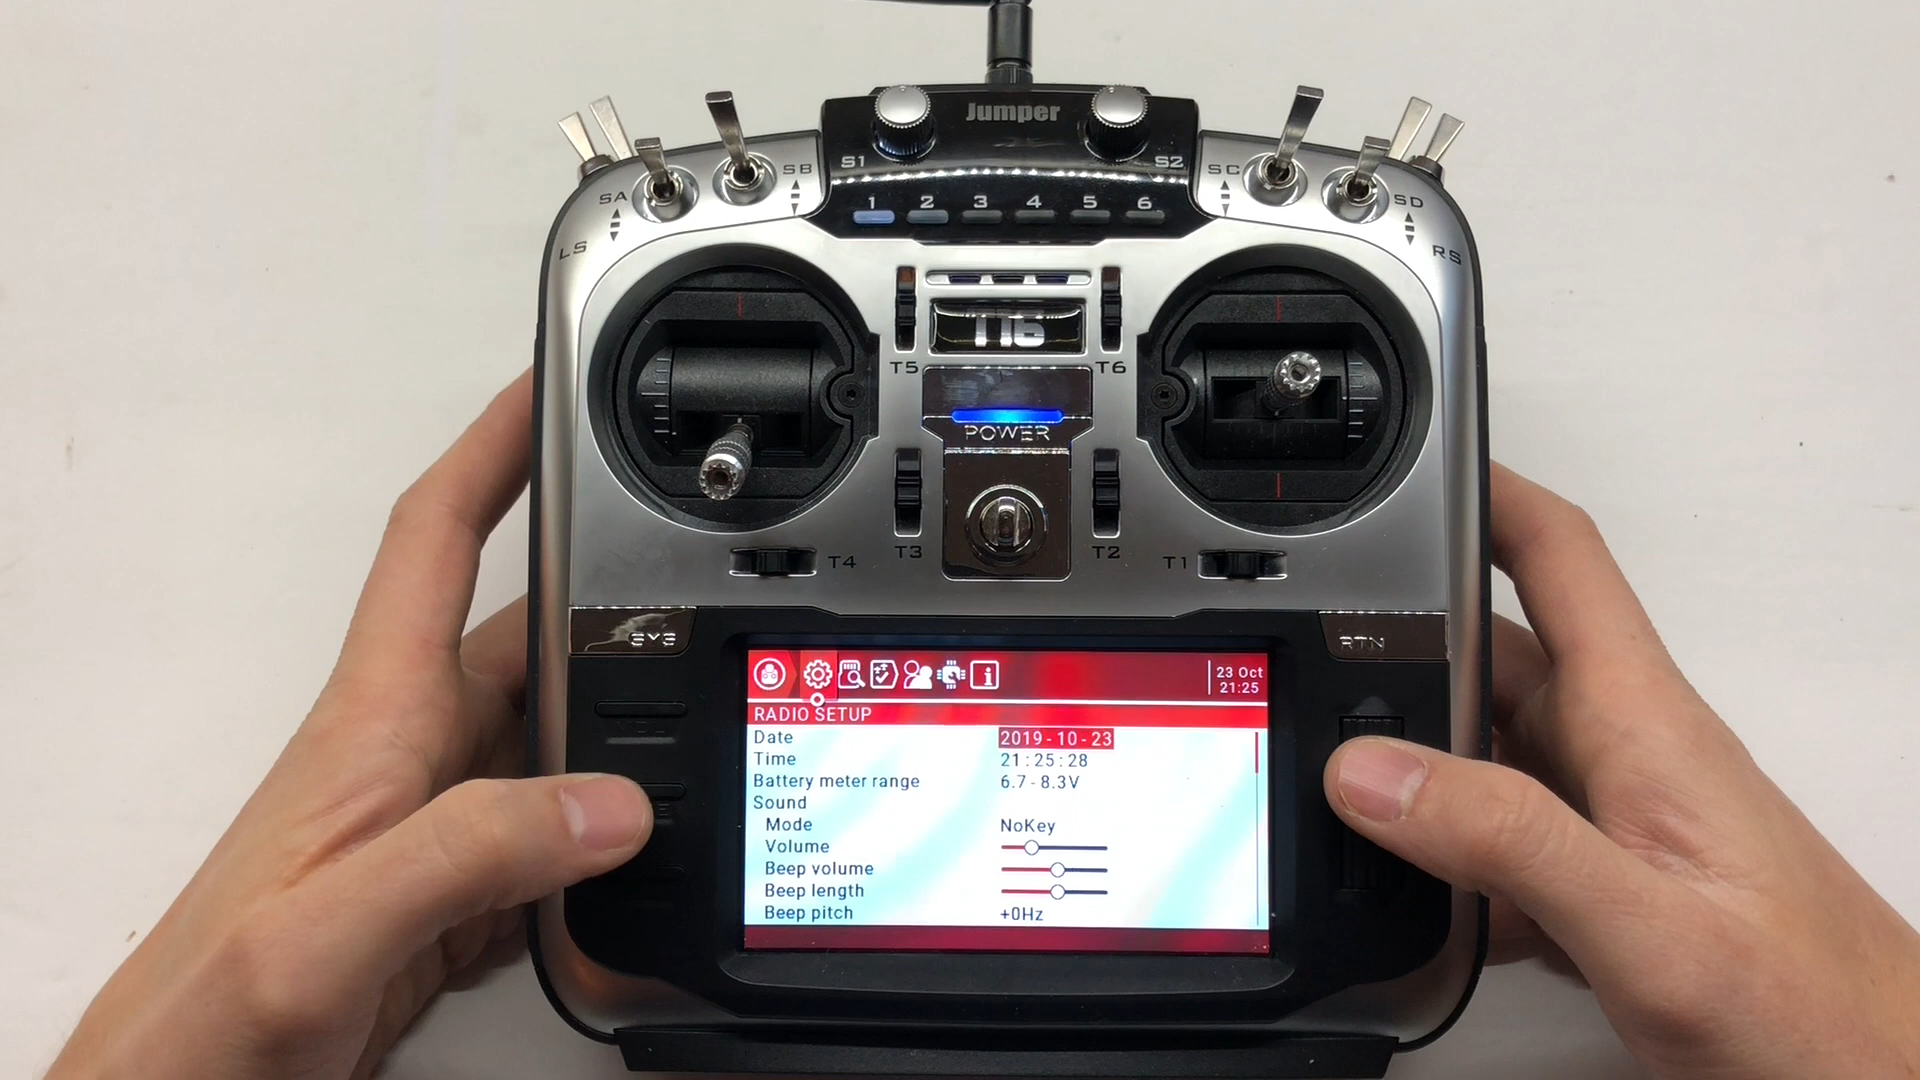 Jumper
S1
S2
SB
SC
SA
SD
1 2 3 4 5 6
LS
RS
T16
T5
T6
POWER
T3
T2
T4
T1
SYS
RTN
23 Oct
21:25
RADIO SETUP
Date 2019-10-23
Time 21:25:28
Battery meter range 6.7-8.3V
Sound
Mode NoKey
Volume
Beep volume
Beep length
Beep pitch +0Hz